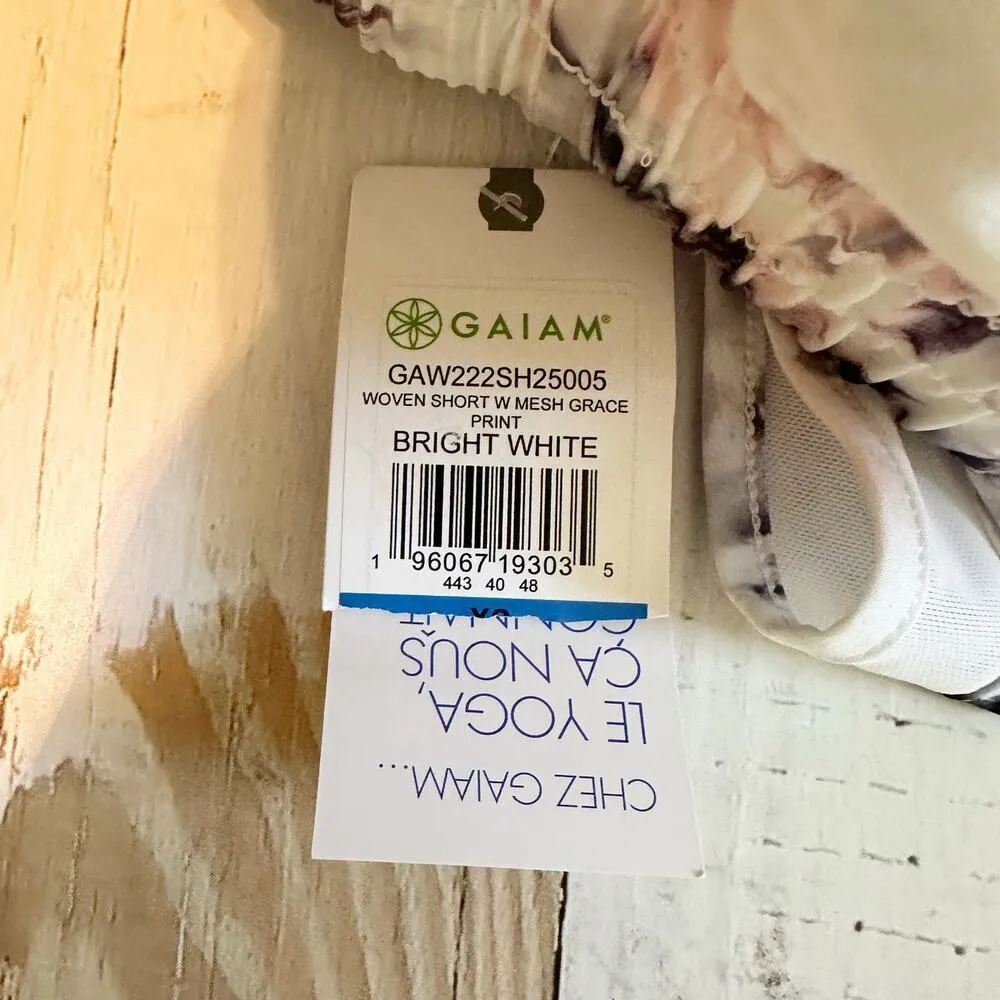 GAIAM®
GAW222SH25005
WOVEN SHORT W MESH GRACE
PRINT
BRIGHT WHITE
1 96067 19303 5
443 40 48
CHEZ GAIAM...
LE YOGA,
ÇA NOUS